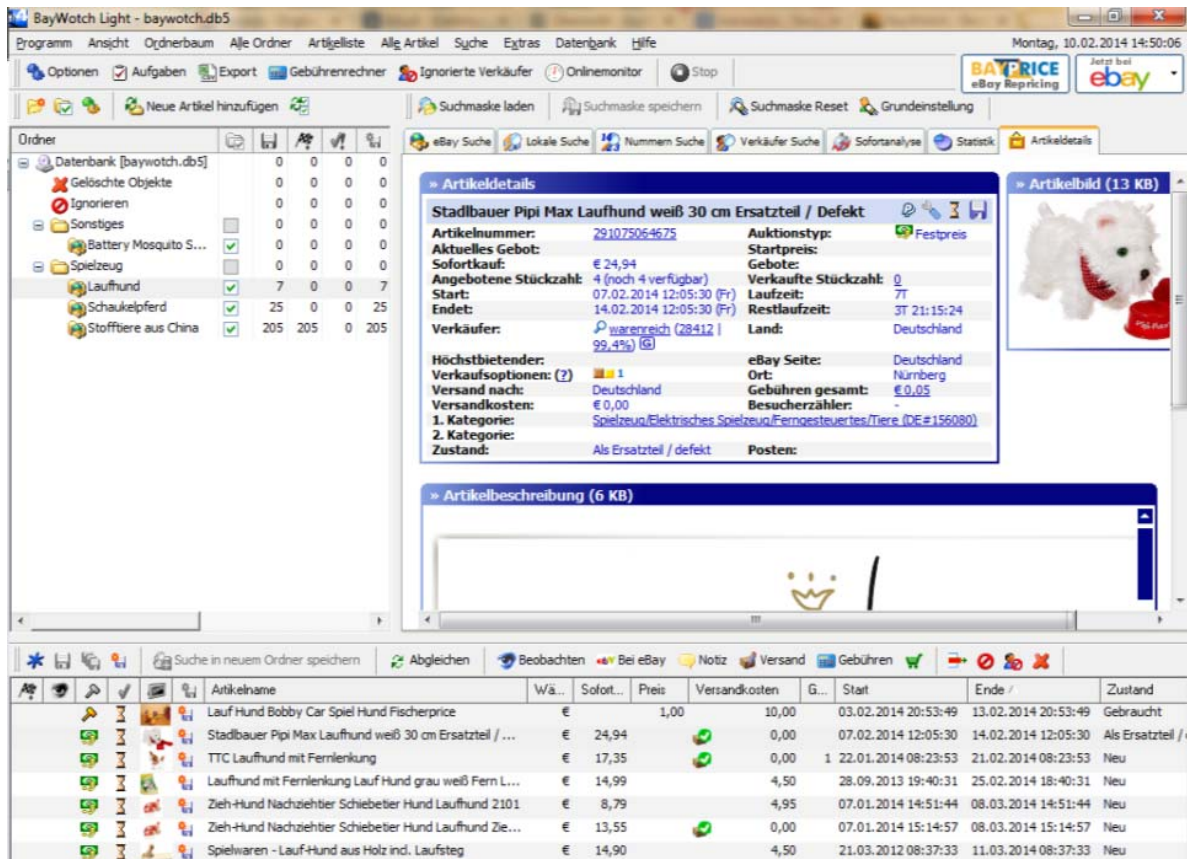 BayWotch Light - baywotch.db5
Programm Ansicht Ordnerbaum Alle Ordner Artikelliste Alle Artikel Suche Extras Datenbank Hilfe Montag, 10.02.2014 14:50:06
Optionen Aufgaben Export Gebührenrechner Ignorierte Verkäufer Onlinemonitor Stop BAYPRICE eBay Repricing Jetzt bei ebay
Neue Artikel hinzufügen Suchmaske laden Suchmaske speichern Suchmaske Reset Grundeinstellung
Ordner
eBay Suche Lokale Suche Nummern Suche Verkäufer Suche Sofortanalyse Statistik Artikeldetails
Datenbank [baywotch.db5] 0 0 0 0
Gelöschte Objekte 0 0 0 0
Ignorieren 0 0 0 0
Sonstiges 0 0 0 0
Battery Mosquito S... 0 0 0 0
Spielzeug 0 0 0 0
Laufhund 7 0 0 7
Schaukelpferd 25 0 0 25
Stofftiere aus China 205 205 0 205
» Artikeldetails
Stadlbauer Pipi Max Laufhund weiß 30 cm Ersatzteil / Defekt
Artikelnummer: 291075064675 Auktionstyp: Festpreis
Aktuelles Gebot: Startpreis:
Sofortkauf: € 24,94 Gebote:
Angebotene Stückzahl: 4 (noch 4 verfügbar) Verkaufte Stückzahl: 0
Start: 07.02.2014 12:05:30 (Fr) Laufzeit: 7T
Endet: 14.02.2014 12:05:30 (Fr) Restlaufzeit: 3T 21:15:24
Verkäufer: warenreich (28412 | Land: Deutschland
99,4%) G
Höchstbietender: eBay Seite: Deutschland
Verkaufsoptionen: (?) 1 Ort: Nürnberg
Versand nach: Deutschland Gebühren gesamt: € 0,05
Versandkosten: € 0,00 Besucherzähler: -
1. Kategorie: Spielzeug/Elektrisches Spielzeug/Ferngesteuertes/Tiere (DE#156080)
2. Kategorie:
Zustand: Als Ersatzteil / defekt Posten:
» Artikelbild (13 KB)
» Artikelbeschreibung (6 KB)
Suche in neuem Ordner speichern Abgleichen Beobachten Bei eBay Notiz Versand Gebühren
Artikelname Wä... Sofort... Preis Versandkosten G... Start Ende Zustand
Lauf Hund Bobby Car Spiel Hund Fischerprice € 1,00 10,00 03.02.2014 20:53:49 13.02.2014 20:53:49 Gebraucht
Stadlbauer Pipi Max Laufhund weiß 30 cm Ersatzteil / ... € 24,94 0,00 07.02.2014 12:05:30 14.02.2014 12:05:30 Als Ersatzteil /
TTC Laufhund mit Fernlenkung € 17,35 0,00 1 22.01.2014 08:23:53 21.02.2014 08:23:53 Neu
Laufhund mit Fernlenkung Lauf Hund grau weiß Fern L... € 14,99 4,50 28.09.2013 19:40:31 25.02.2014 18:40:31 Neu
Zieh-Hund Nachziehtier Schiebetier Hund Laufhund 2101 € 8,79 4,95 07.01.2014 14:51:44 08.03.2014 14:51:44 Neu
Zieh-Hund Nachziehtier Schiebetier Hund Laufhund Zie... € 13,55 0,00 07.01.2014 15:14:57 08.03.2014 15:14:57 Neu
Spielwaren - Lauf-Hund aus Holz incl. Laufsteg € 14,90 4,50 21.03.2012 08:37:33 11.03.2014 08:37:33 Neu